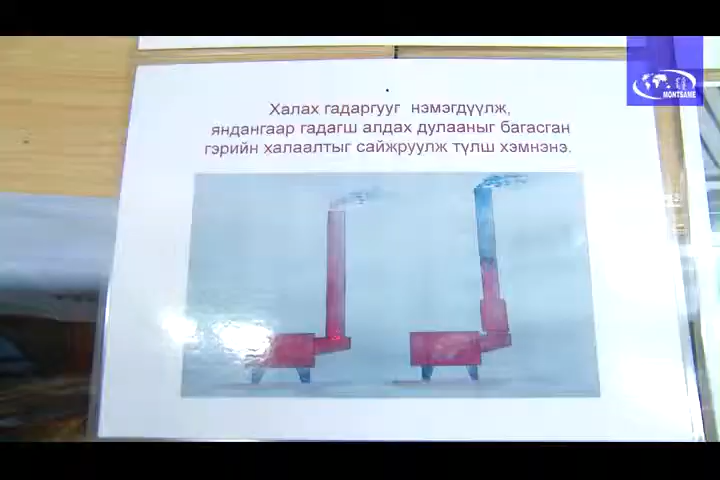 MONTSAME
Халах гадаргууг нэмэгдүүлж,
яндангаар гадагш алдах дулааныг багасган
гэрийн халаалтыг сайжруулж түлш хэмнэнэ.